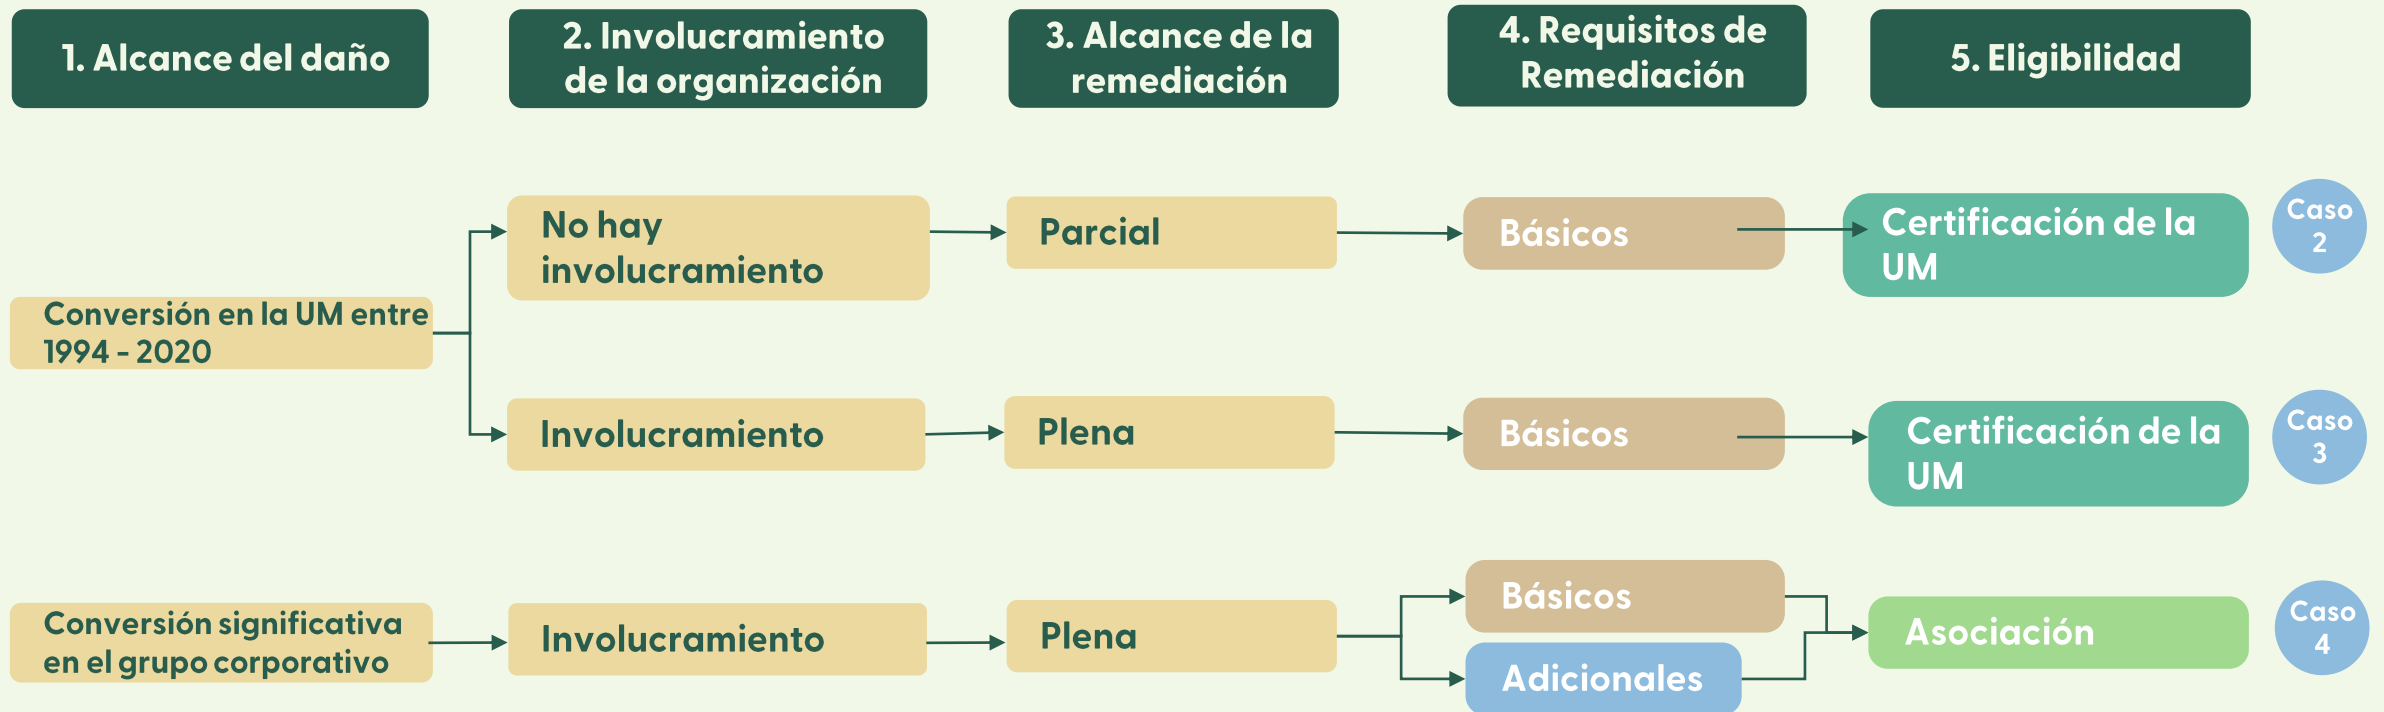 1. Alcance del daño
2. Involucramiento
de la organización
3. Alcance de la
remediación
4. Requisitos de
Remediación
5. Eligibilidad
Conversión en la UM entre
1994 - 2020
No hay
involucramiento
Parcial
Básicos
Certificación de la
UM
Caso
2
Involucramiento
Plena
Básicos
Certificación de la
UM
Caso
3
Conversión significativa
en el grupo corporativo
Involucramiento
Plena
Básicos
Adicionales
Asociación
Caso
4